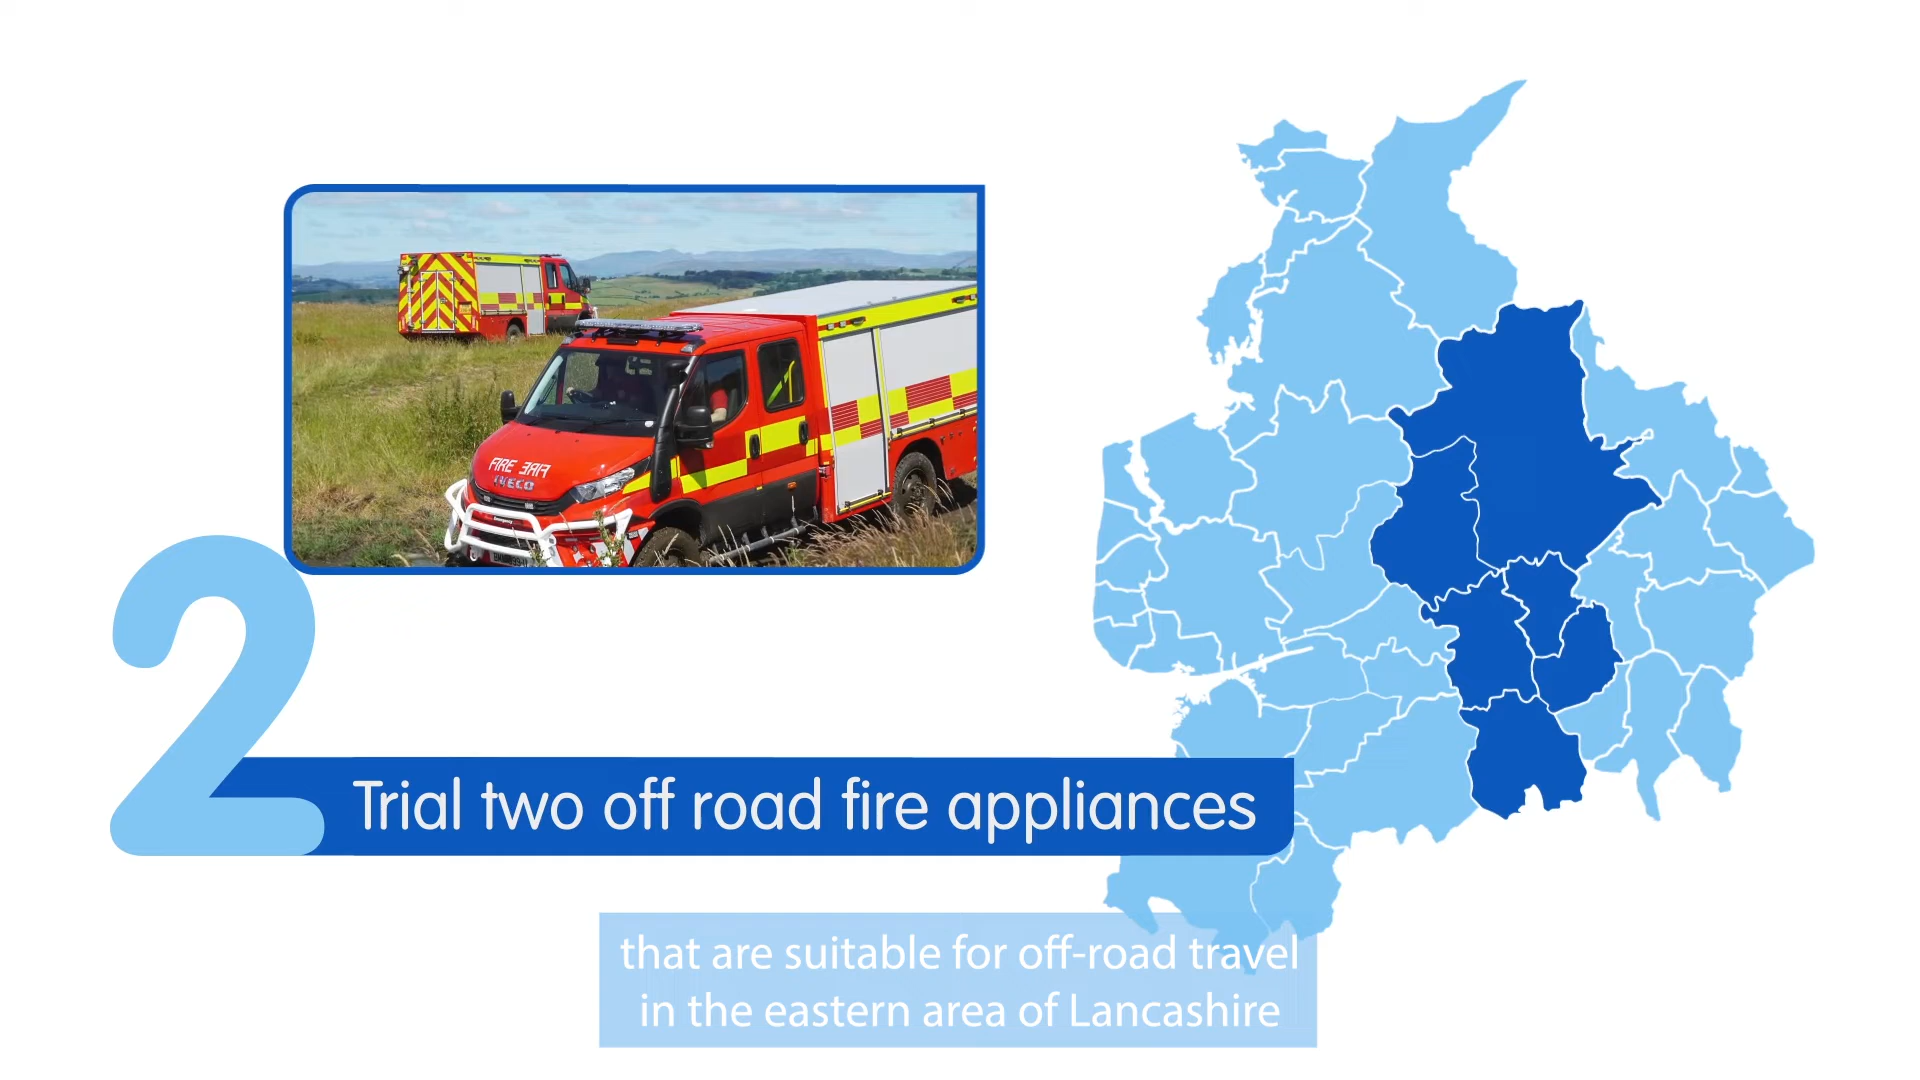 FIRE ƎЯIᖷ
IVECO
2
Trial two off road fire appliances
that are suitable for off-road travel
in the eastern area of Lancashire